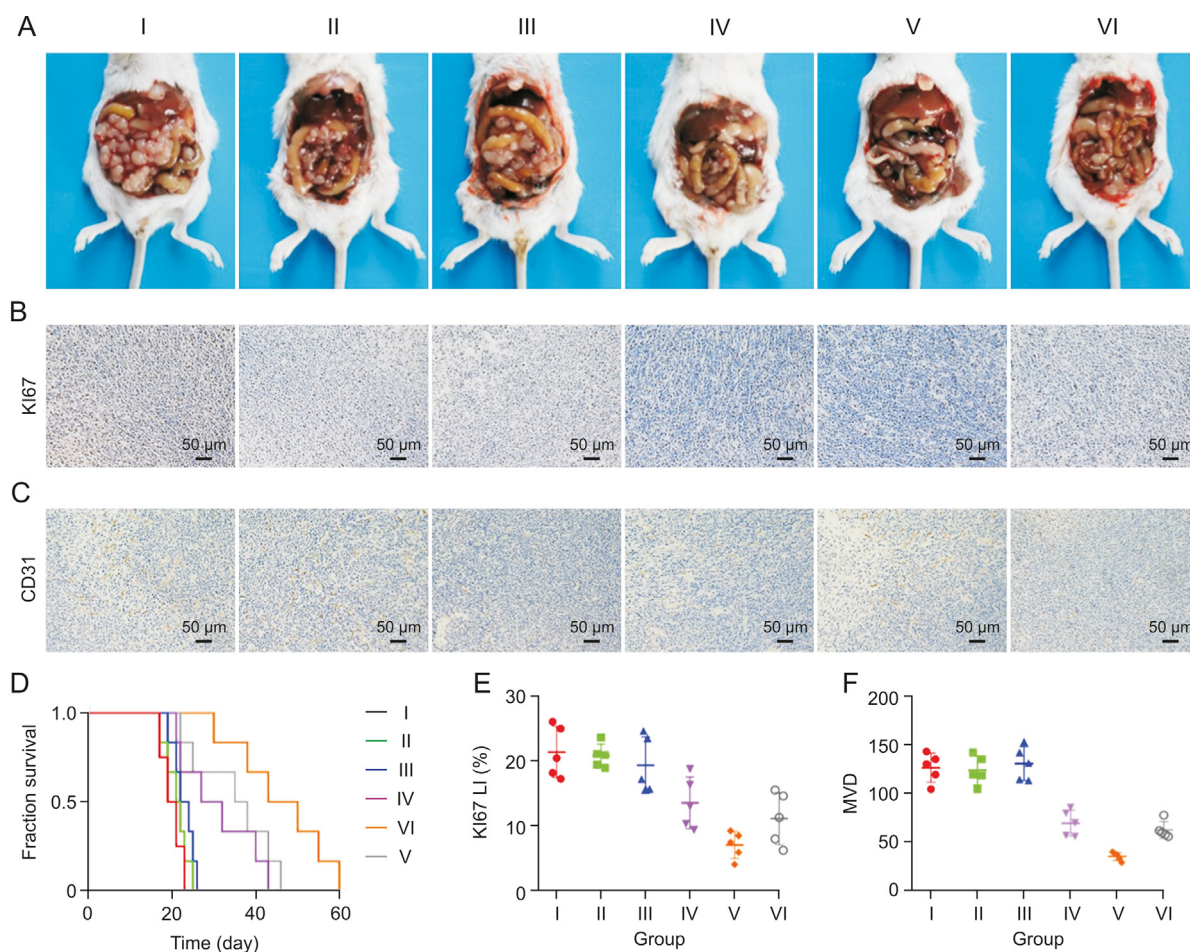 A
I II III IV V VI
B
KI67
50 μm 50 μm 50 μm 50 μm 50 μm 50 μm
C
CD31
50 μm 50 μm 50 μm 50 μm 50 μm 50 μm
D
Fraction survival
1.0
0.5
0
0 20 40 60
Time (day)
I
II
III
IV
VI
V
E
KI67 LI (%)
30
20
10
0
I II III IV V VI
Group
F
MVD
200
150
100
50
0
I II III IV V VI
Group